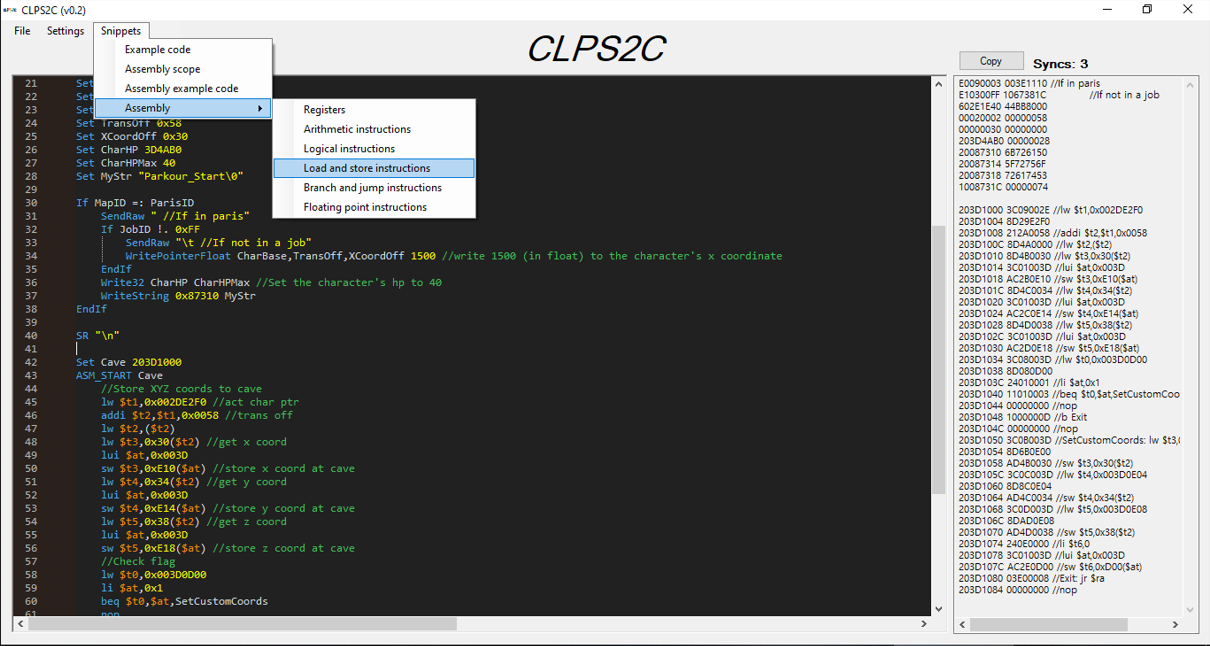 CLPS2C (v0.2)
File Settings Snippets
CLPS2C
Example code
Assembly scope
Assembly example code
Assembly
Registers
Arithmetic instructions
Logical instructions
Load and store instructions
Branch and jump instructions
Floating point instructions
21 Set
22 Set
23 Set
24 Set TransOff 0x58
25 Set XCoordOff 0x30
26 Set CharHP 3D4AB0
27 Set CharHPMax 40
28 Set MyStr "Parkour_Start\0"
29
30 If MapID =: ParisID
31 SendRaw " //If in paris"
32 If JobID !. 0xFF
33 SendRaw "\t //If not in a job"
34 WritePointerFloat CharBase,TransOff,XCoordOff 1500 //write 1500 (in float) to the character's x coordinate
35 EndIf
36 Write32 CharHP CharHPMax //Set the character's hp to 40
37 WriteString 0x87310 MyStr
38 EndIf
39
40 SR "\n"
41
42 Set Cave 203D1000
43 ASM_START Cave
44 //Store XYZ coords to cave
45 lw $t1,0x002DE2F0 //act char ptr
46 addi $t2,$t1,0x0058 //trans off
47 lw $t2,($t2)
48 lw $t3,0x30($t2) //get x coord
49 lui $at,0x003D
50 sw $t3,0xE10($at) //store x coord at cave
51 lw $t4,0x34($t2) //get y coord
52 lui $at,0x003D
53 sw $t4,0xE14($at) //store y coord at cave
54 lw $t5,0x38($t2) //get z coord
55 lui $at,0x003D
56 sw $t5,0xE18($at) //store z coord at cave
57 //Check flag
58 lw $t0,0x003D0D00
59 li $at,0x1
60 beq $t0,$at,SetCustomCoords
61 nop
Copy Syncs: 3
E0090003 003E1110 //If in paris
E10300FF 1067381C //If not in a job
602E1E40 44BB8000
00020002 00000058
00000030 00000000
203D4AB0 00000028
20087310 6B726150
20087314 5F72756F
20087318 72617453
1008731C 00000074
203D1000 3C09002E //lw $t1,0x002DE2F0
203D1004 8D29E2F0
203D1008 212A0058 //addi $t2,$t1,0x0058
203D100C 8D4A0000 //lw $t2,($t2)
203D1010 8D4B0030 //lw $t3,0x30($t2)
203D1014 3C01003D //lui $at,0x003D
203D1018 AC2B0E10 //sw $t3,0xE10($at)
203D101C 8D4C0034 //lw $t4,0x34($t2)
203D1020 3C01003D //lui $at,0x003D
203D1024 AC2C0E14 //sw $t4,0xE14($at)
203D1028 8D4D0038 //lw $t5,0x38($t2)
203D102C 3C01003D //lui $at,0x003D
203D1030 AC2D0E18 //sw $t5,0xE18($at)
203D1034 3C08003D //lw $t0,0x003D0D00
203D1038 8D080D00
203D103C 24010001 //li $at,0x1
203D1040 11010003 //beq $t0,$at,SetCustomCoo
203D1044 00000000 //nop
203D1048 1000000D //b Exit
203D104C 00000000 //nop
203D1050 3C0B003D //SetCustomCoords: lw $t3,(
203D1054 8D6B0E00
203D1058 AD4B0030 //sw $t3,0x30($t2)
203D105C 3C0C003D //lw $t4,0x003D0E04
203D1060 8D8C0E04
203D1064 AD4C0034 //sw $t4,0x34($t2)
203D1068 3C0D003D //lw $t5,0x003D0E08
203D106C 8DAD0E08
203D1070 AD4D0038 //sw $t5,0x38($t2)
203D1074 240E0000 //li $t6,0
203D1078 3C01003D //lui $at,0x003D
203D107C AC2E0D00 //sw $t6,0xD00($at)
203D1080 03E00008 //Exit: jr $ra
203D1084 00000000 //nop